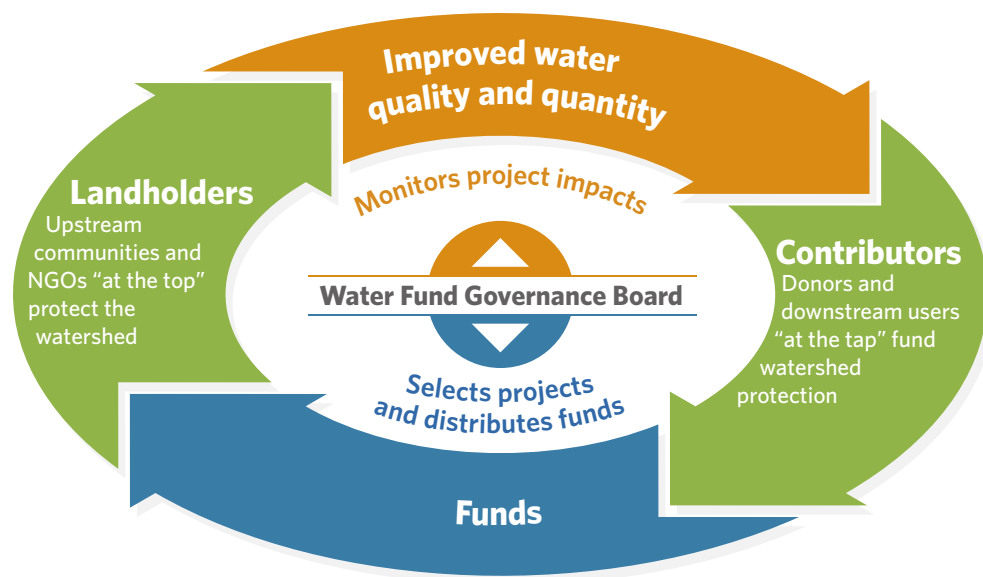 Improved water
quality and quantity
Monitors project impacts
Landholders
Upstream
communities and
NGOs “at the top”
protect the
watershed
Water Fund Governance Board
Contributors
Donors and
downstream users
“at the tap” fund
watershed
protection
Selects projects
and distributes funds
Funds